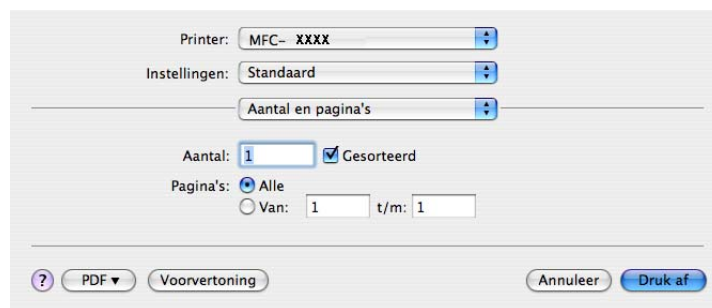 Printer: MFC- XXXX
Instellingen: Standaard
Aantal en pagina's
Aantal: 1 Gesorteerd
Pagina's: Alle
Van: 1 t/m: 1
? PDF ▾ Voorvertoning Annuleer Druk af